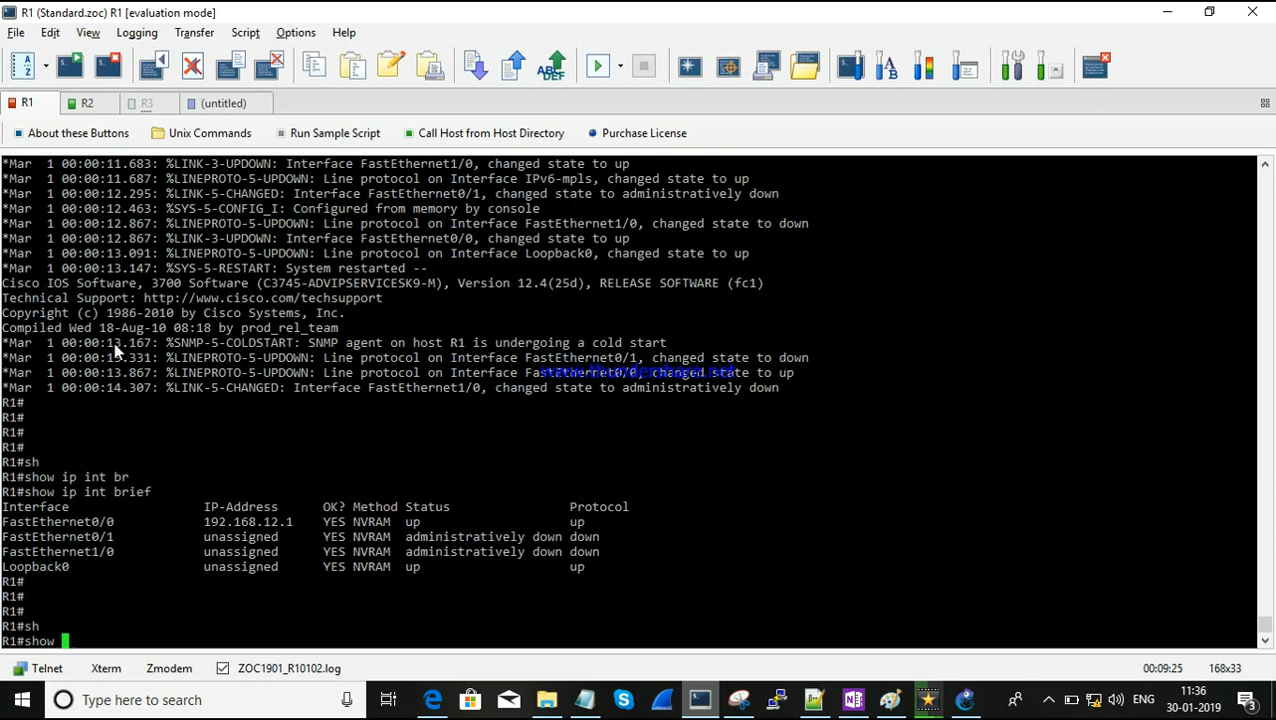 R1 (Standard.zoc) R1 [evaluation mode]
File Edit View Logging Transfer Script Options Help
R1 R2 R3 (untitled)
About these Buttons Unix Commands Run Sample Script Call Host from Host Directory Purchase License
*Mar 1 00:00:11.683: %LINK-3-UPDOWN: Interface FastEthernet1/0, changed state to up
*Mar 1 00:00:11.687: %LINEPROTO-5-UPDOWN: Line protocol on Interface IPv6-mpls, changed state to up
*Mar 1 00:00:12.295: %LINK-5-CHANGED: Interface FastEthernet0/1, changed state to administratively down
*Mar 1 00:00:12.463: %SYS-5-CONFIG_I: Configured from memory by console
*Mar 1 00:00:12.867: %LINEPROTO-5-UPDOWN: Line protocol on Interface FastEthernet1/0, changed state to down
*Mar 1 00:00:12.867: %LINK-3-UPDOWN: Interface FastEthernet0/0, changed state to up
*Mar 1 00:00:13.091: %LINEPROTO-5-UPDOWN: Line protocol on Interface Loopback0, changed state to up
*Mar 1 00:00:13.147: %SYS-5-RESTART: System restarted --
Cisco IOS Software, 3700 Software (C3745-ADVIPSERVICESK9-M), Version 12.4(25d), RELEASE SOFTWARE (fc1)
Technical Support: http://www.cisco.com/techsupport
Copyright (c) 1986-2010 by Cisco Systems, Inc.
Compiled Wed 18-Aug-10 08:18 by prod_rel_team
*Mar 1 00:00:13.167: %SNMP-5-COLDSTART: SNMP agent on host R1 is undergoing a cold start
*Mar 1 00:00:13.331: %LINEPROTO-5-UPDOWN: Line protocol on Interface FastEthernet0/1, changed state to down
*Mar 1 00:00:13.867: %LINEPROTO-5-UPDOWN: Line protocol on Interface FastEthernet0/0, changed state to up
www.thundershare.net
*Mar 1 00:00:14.307: %LINK-5-CHANGED: Interface FastEthernet1/0, changed state to administratively down
R1#
R1#
R1#
R1#
R1#sh
R1#show ip int br
R1#show ip int brief
Interface IP-Address OK? Method Status Protocol
FastEthernet0/0 192.168.12.1 YES NVRAM up up
FastEthernet0/1 unassigned YES NVRAM administratively down down
FastEthernet1/0 unassigned YES NVRAM administratively down down
Loopback0 unassigned YES NVRAM up up
R1#
R1#
R1#
R1#sh
R1#show
Telnet Xterm Zmodem ZOC1901_R10102.log 00:09:25 168x33
Type here to search ENG 11:36
30-01-2019 3